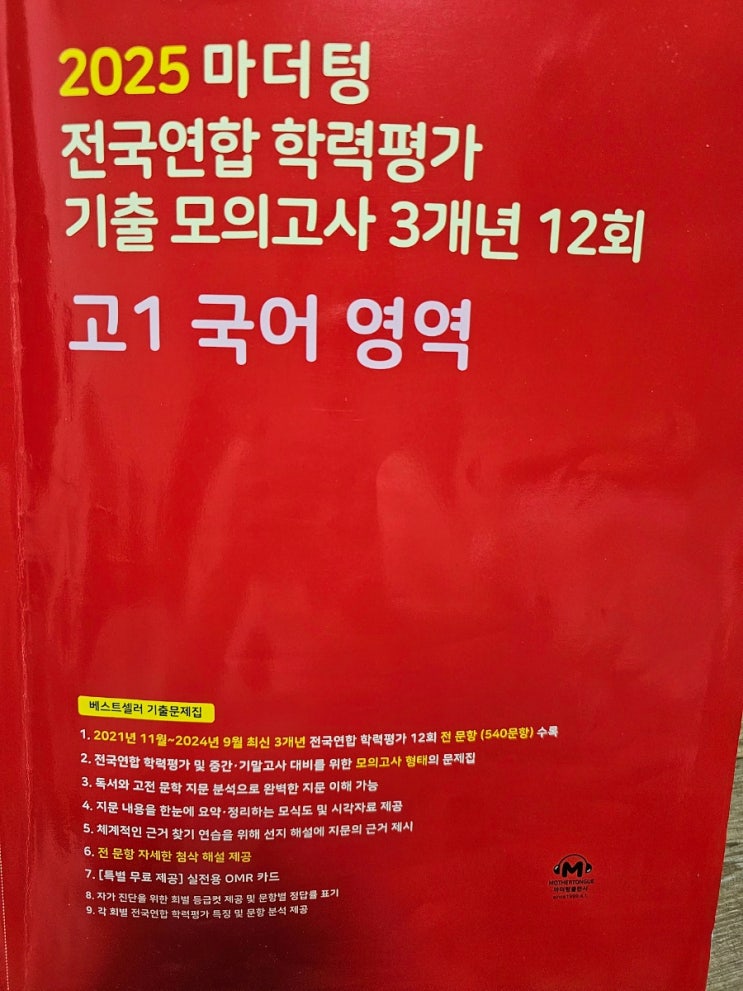 2025 마더텅
전국연합 학력평가
기출 모의고사 3개년 12회
고1 국어 영역
베스트셀러 기출문제집
1. 2021년 11월~2024년 9월 최신 3개년 전국연합 학력평가 12회 전 문항 (540문항) 수록
2. 전국연합 학력평가 및 중간·기말고사 대비를 위한 모의고사 형태의 문제집
3. 독서와 고전 문학 지문 분석으로 완벽한 지문 이해 가능
4. 지문 내용을 한눈에 요약·정리하는 모식도 및 시각자료 제공
5. 체계적인 근거 찾기 연습을 위해 선지 해설에 지문의 근거 제시
6. 전 문항 자세한 첨삭 해설 제공
7. [특별 무료 제공] 실전용 OMR 카드
8. 자가 진단을 위한 회별 등급컷 제공 및 문항별 정답률 표기
9. 각 회별 전국연합 학력평가 특징 및 문항 분석 제공
M
MOTHERTONGUE
마더텅출판사
since1999.4.1.